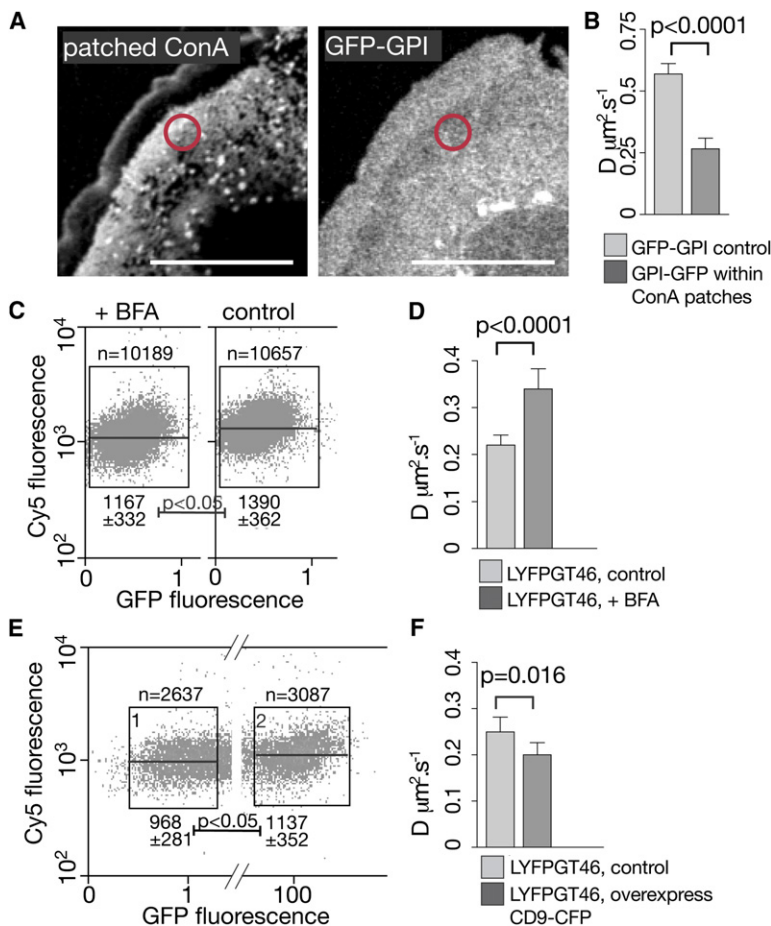 A
patched ConA
GFP-GPI
B
p<0.0001
D μm².s⁻¹
0.75
0.5
0.25
0
GFP-GPI control
GPI-GFP within
ConA patches
C
+ BFA
control
Cy5 fluorescence
10⁴
10³
10²
n=10189
n=10657
1167
±332
p<0.05
1390
±362
0
1
0
1
GFP fluorescence
D
p<0.0001
D μm².s⁻¹
0.4
0.3
0.2
0.1
0
LYFPGT46, control
LYFPGT46, + BFA
E
Cy5 fluorescence
10⁴
10³
10²
n=2637
n=3087
1
2
968
±281
p<0.05
1137
±352
0
1
100
GFP fluorescence
F
p=0.016
D μm².s⁻¹
0.4
0.3
0.2
0.1
0
LYFPGT46, control
LYFPGT46, overexpress
CD9-CFP